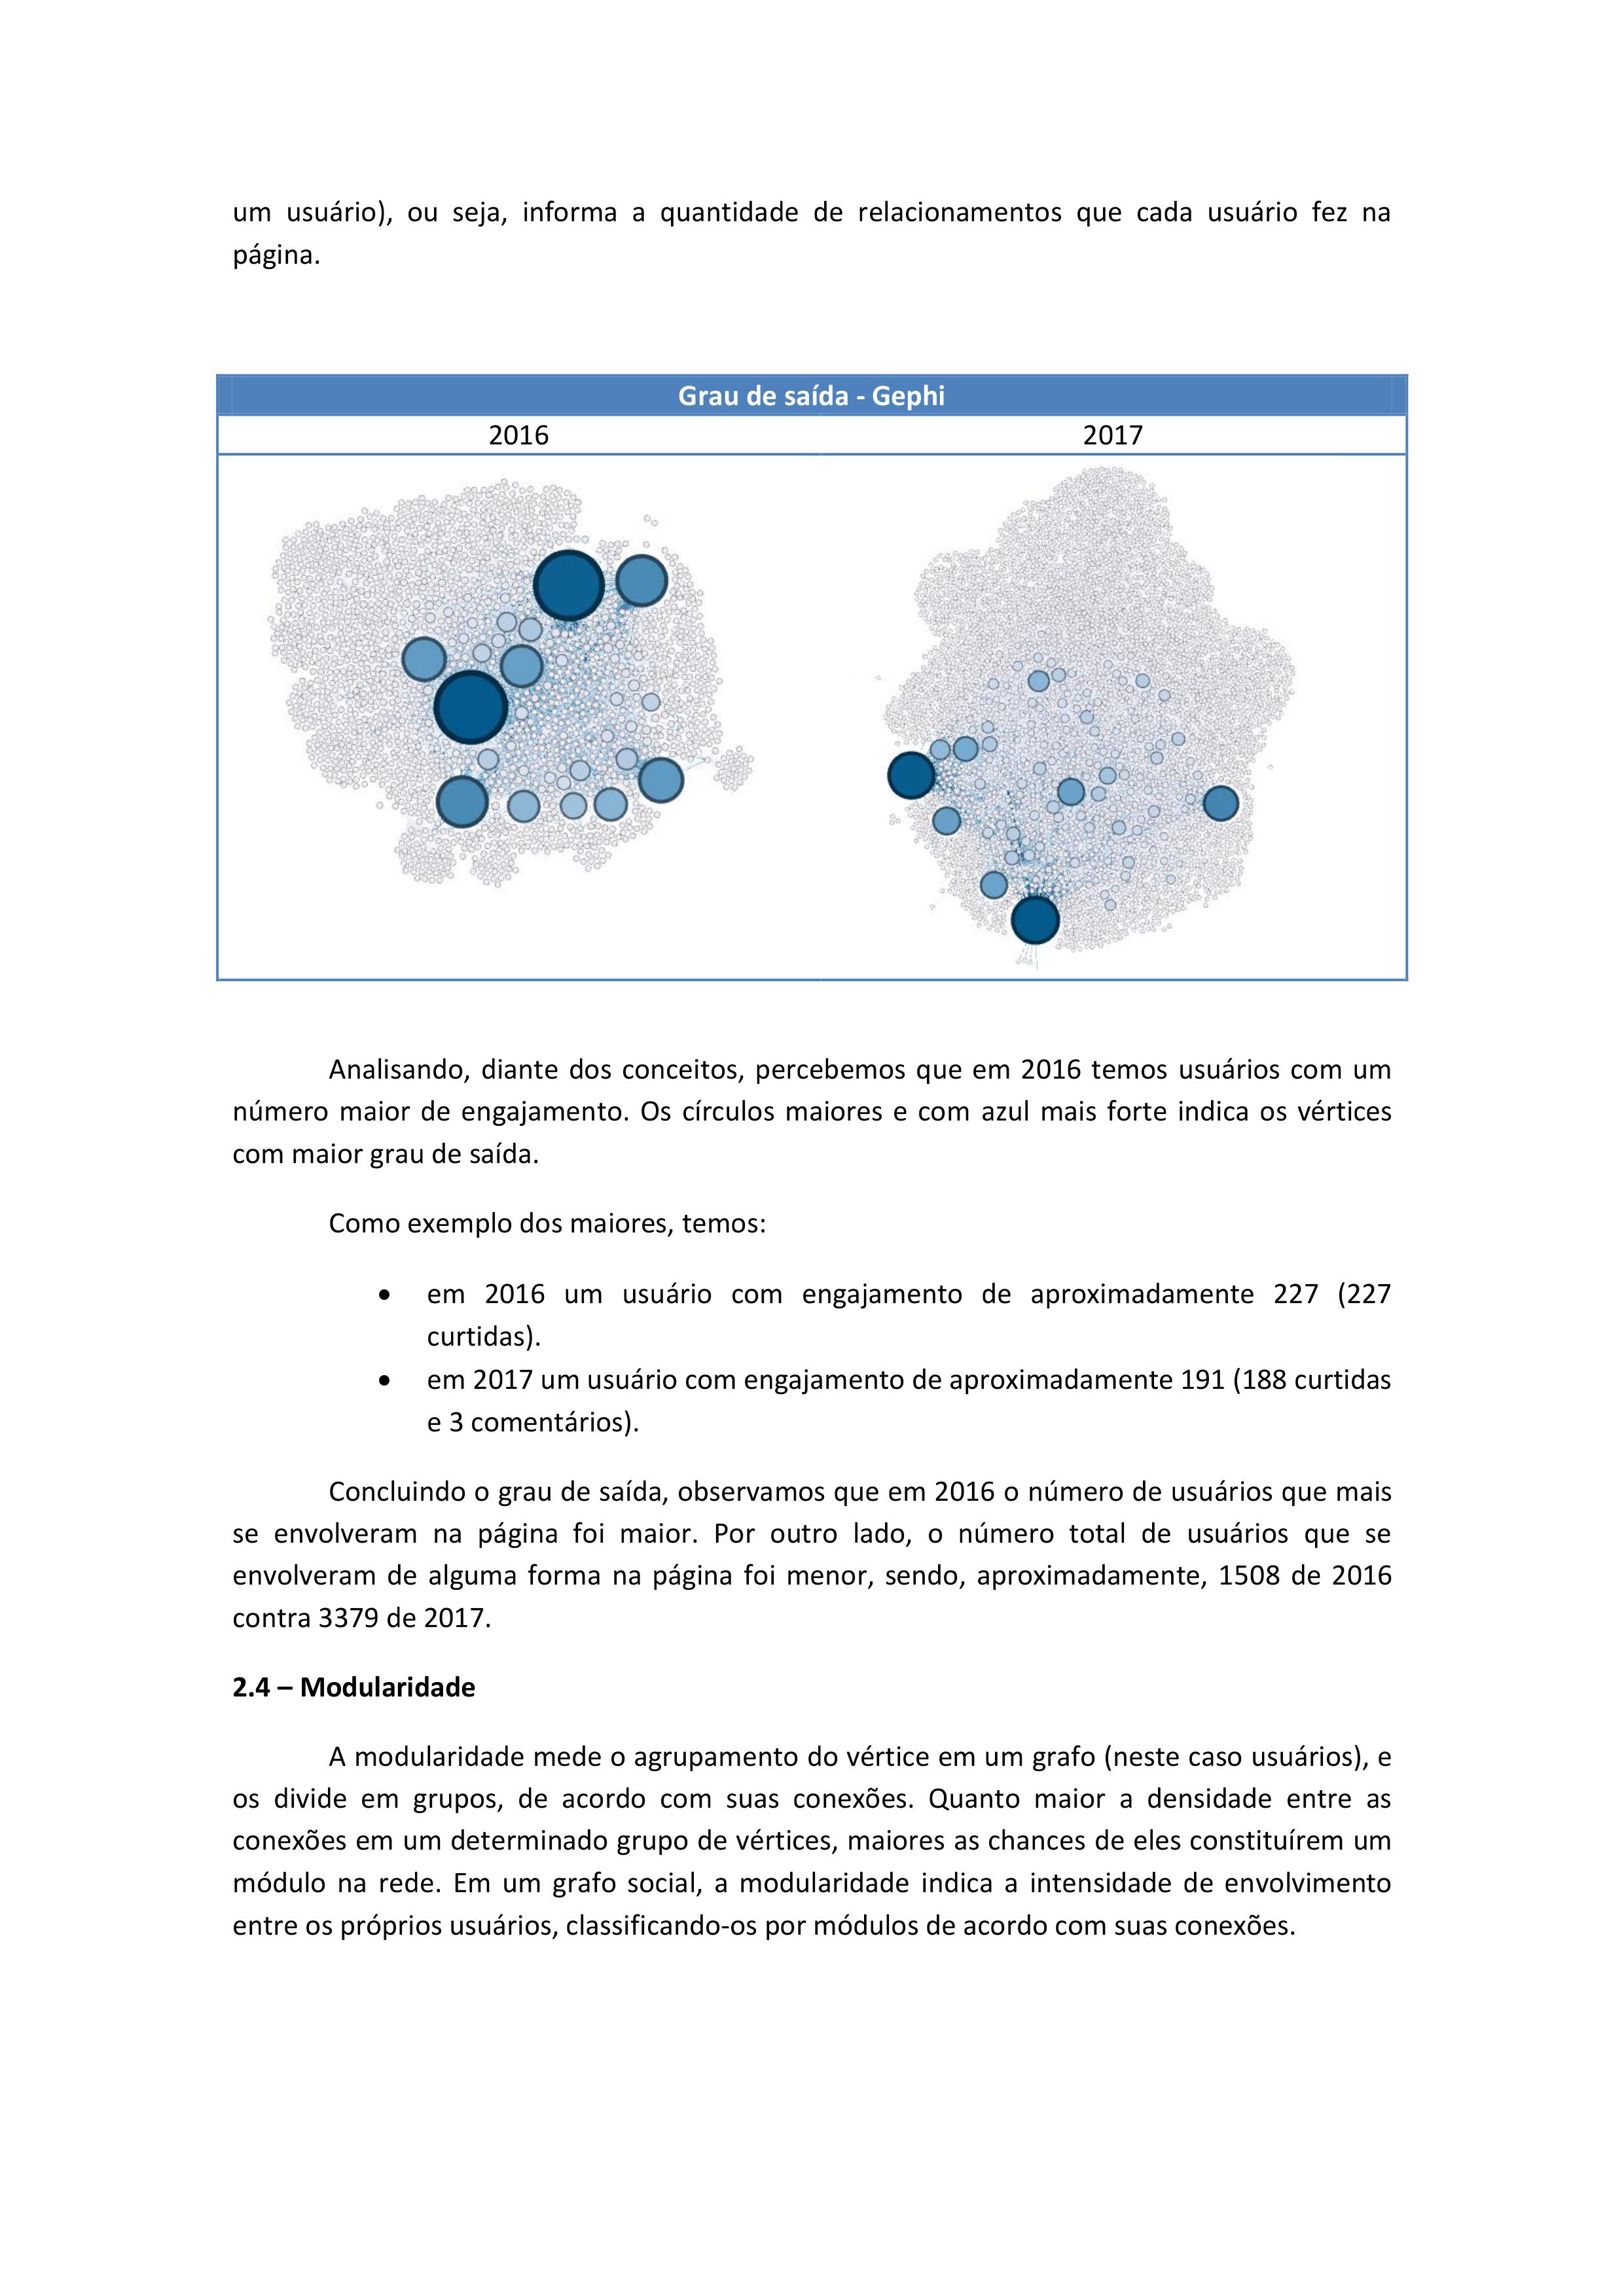 um usuário), ou seja, informa a quantidade de relacionamentos que cada usuário fez na
página.
Grau de saída - Gephi
2016
2017
Analisando, diante dos conceitos, percebemos que em 2016 temos usuários com um
número maior de engajamento. Os círculos maiores e com azul mais forte indica os vértices
com maior grau de saída.
Como exemplo dos maiores, temos:
• em 2016 um usuário com engajamento de aproximadamente 227 (227
curtidas).
• em 2017 um usuário com engajamento de aproximadamente 191 (188 curtidas
e 3 comentários).
Concluindo o grau de saída, observamos que em 2016 o número de usuários que mais
se envolveram na página foi maior. Por outro lado, o número total de usuários que se
envolveram de alguma forma na página foi menor, sendo, aproximadamente, 1508 de 2016
contra 3379 de 2017.
2.4 – Modularidade
A modularidade mede o agrupamento do vértice em um grafo (neste caso usuários), e
os divide em grupos, de acordo com suas conexões. Quanto maior a densidade entre as
conexões em um determinado grupo de vértices, maiores as chances de eles constituírem um
módulo na rede. Em um grafo social, a modularidade indica a intensidade de envolvimento
entre os próprios usuários, classificando-os por módulos de acordo com suas conexões.